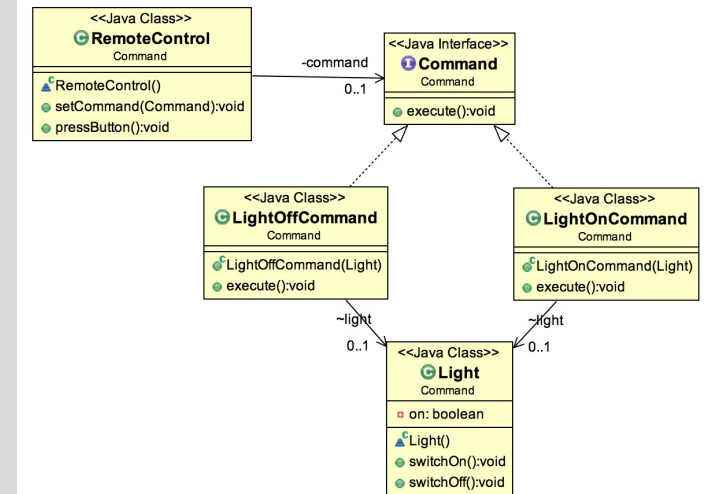 <<Java Class>>
RemoteControl
Command
RemoteControl()
setCommand(Command):void
pressButton():void
-command
0..1
<<Java Interface>>
Command
Command
execute():void
<<Java Class>>
LightOffCommand
Command
LightOffCommand(Light)
execute():void
<<Java Class>>
LightOnCommand
Command
LightOnCommand(Light)
execute():void
~light
0..1
~light
0..1
<<Java Class>>
Light
Command
on: boolean
Light()
switchOn():void
switchOff():void